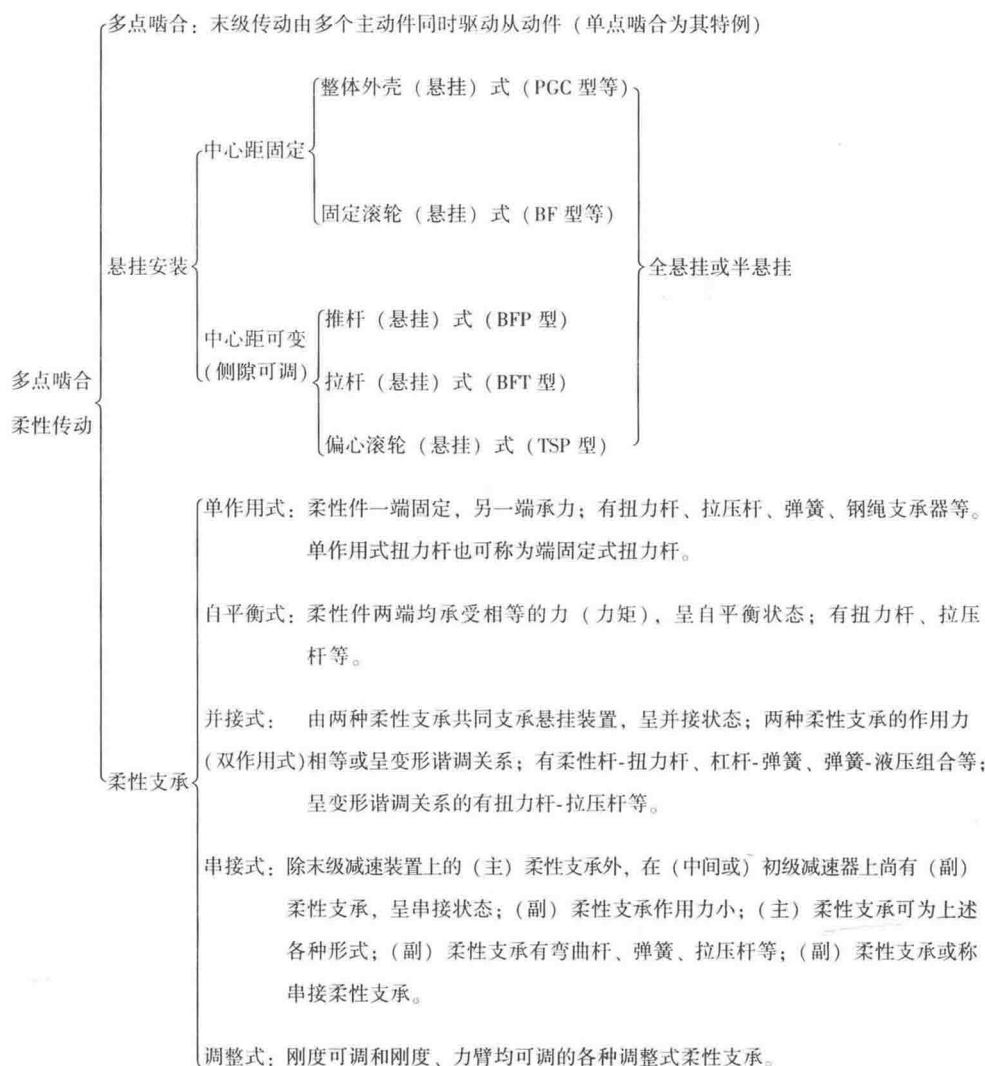 多点啮合：末级传动由多个主动件同时驱动从动件（单点啮合为其特例）
整体外壳（悬挂）式（PGC 型等）
中心距固定
固定滚轮（悬挂）式（BF 型等）
悬挂安装
全悬挂或半悬挂
推杆（悬挂）式（BFP 型）
中心距可变
（侧隙可调）
拉杆（悬挂）式（BFT 型）
偏心滚轮（悬挂）式（TSP 型）
多点啮合
柔性传动
单作用式：柔性件一端固定，另一端承力；有扭力杆、拉压杆、弹簧、钢绳支承器等。
单作用式扭力杆也可称为端固定式扭力杆。
自平衡式：柔性件两端均承受相等的力（力矩），呈自平衡状态；有扭力杆、拉压
杆等。
并接式： 由两种柔性支承共同支承悬挂装置，呈并接状态；两种柔性支承的作用力
（双作用式）相等或呈变形谐调关系；有柔性杆-扭力杆、杠杆-弹簧、弹簧-液压组合等；
柔性支承
呈变形谐调关系的有扭力杆-拉压杆等。
串接式：除末级减速装置上的（主）柔性支承外，在（中间或）初级减速器上尚有（副）
柔性支承，呈串接状态；（副）柔性支承作用力小；（主）柔性支承可为上述
各种形式；（副）柔性支承有弯曲杆、弹簧、拉压杆等；（副）柔性支承或称
串接柔性支承。
调整式：刚度可调和刚度、力臂均可调的各种调整式柔性支承。